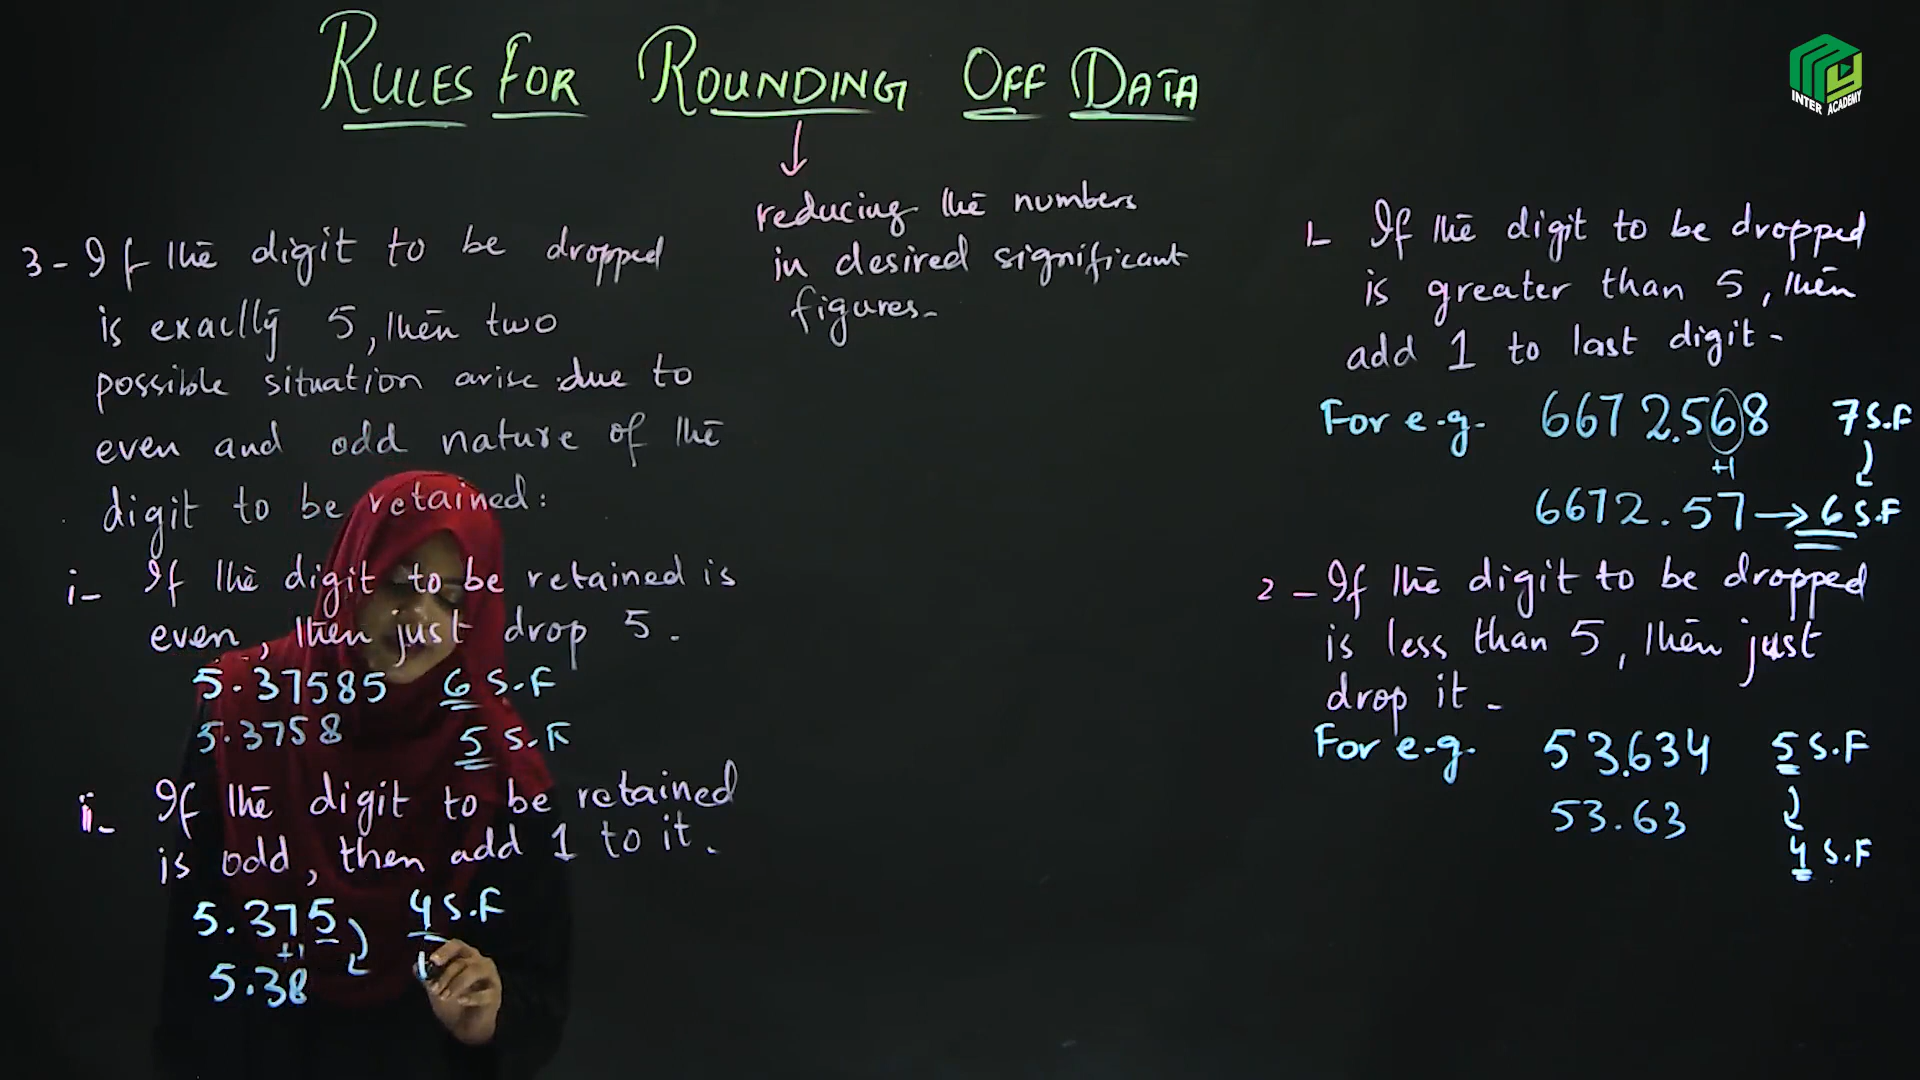 RULES FOR ROUNDING OFF DATA
INTER ACADEMY
reducing the numbers
in desired significant
figures-
1- If the digit to be dropped
is greater than 5, then
add 1 to last digit-
For e-g. 6672.568 7 S.F
+1
6672.57 → 6 S.F
2- If the digit to be dropped
is less than 5, then just
drop it-
For e-g. 53.634 5 S.F
53.63
4 S.F
3- If the digit to be dropped
is exactly 5, then two
possible situation arise due to
even and odd nature of the
digit to be retained:
i- If the digit to be retained is
even, then just drop 5.
5.37585 6 S.F
5.3758 5 S.F
ii- If the digit to be retained
is odd, then add 1 to it.
5.375 4 S.F
+1
5.38